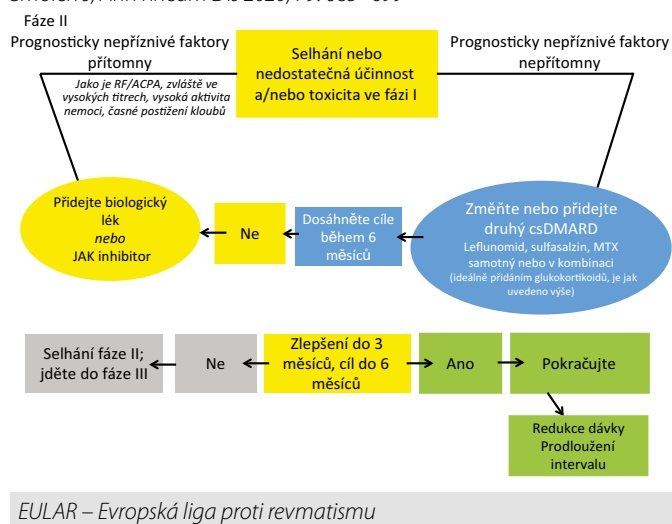 Fáze II
Prognosticky nepříznivé faktory
přítomny
Jako je RF/ACPA, zvláště ve
vysokých titrech, vysoká aktivita
nemoci, časné postižení kloubů
Selhání nebo
nedostatečná účinnost
a/nebo toxicita ve fázi I
Prognosticky nepříznivé faktory
nepřítomny
Přidejte biologický
lék
nebo
JAK inhibitor
Ne
Dosáhněte cíle
během 6
měsíců
Změňte nebo přidejte
druhý csDMARD
Leflunomid, sulfasalzin, MTX
samotný nebo v kombinaci
(ideálně přidáním glukokortikoidů, je jak
uvedeno výše)
Selhání fáze II;
jděte do fáze III
Ne
Zlepšení do 3
měsíců, cíl do 6
měsíců
Ano
Pokračujte
Redukce dávky
Prodloužení
intervalu
EULAR – Evropská liga proti revmatismu